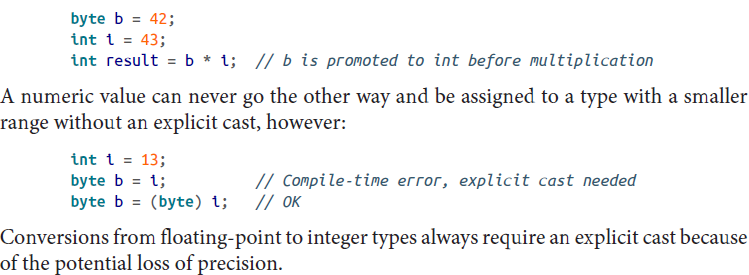 byte b = 42;
int i = 43;
int result = b * i;  // b is promoted to int before multiplication
A numeric value can never go the other way and be assigned to a type with a smaller
range without an explicit cast, however:
int i = 13;
byte b = i;          // Compile-time error, explicit cast needed
byte b = (byte) i;   // OK
Conversions from floating-point to integer types always require an explicit cast because
of the potential loss of precision.